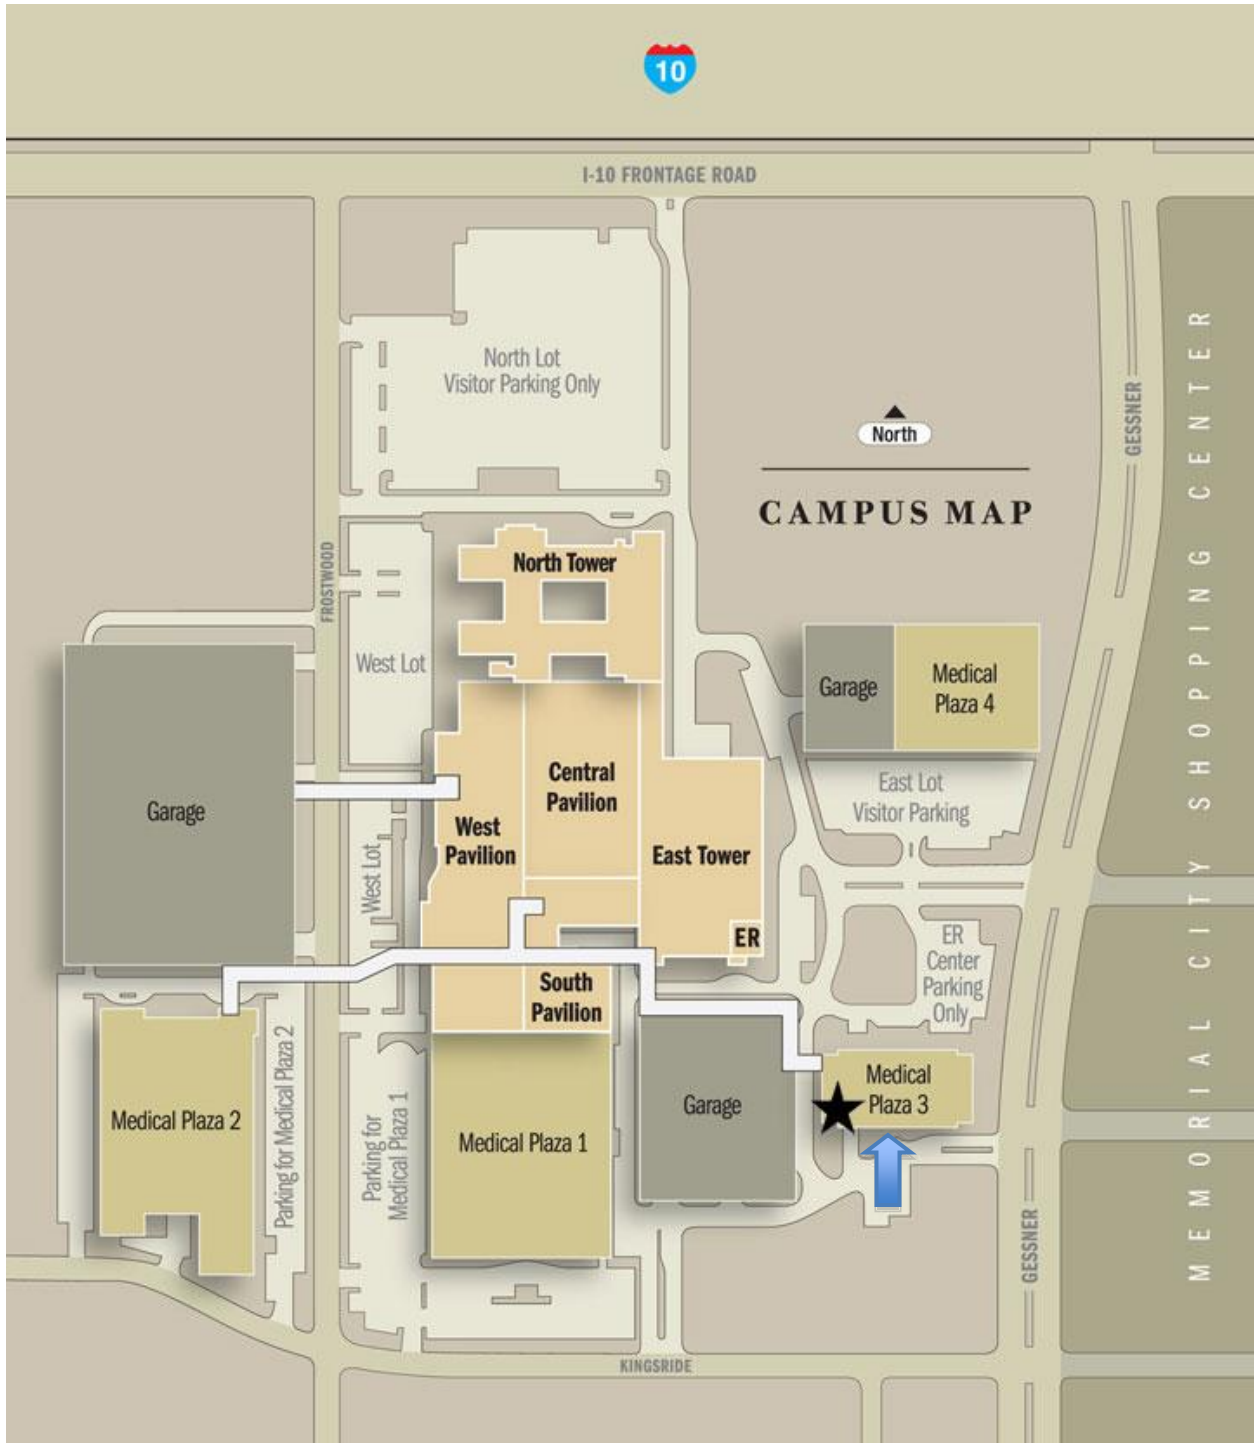 10
I-10 FRONTAGE ROAD
North Lot
Visitor Parking Only
GESSNER
North
CAMPUS MAP
MEMORIAL CITY SHOPPING CENTER
FROSTWOOD
North Tower
West Lot
Garage
Medical
Plaza 4
Central
Pavilion
East Lot
Visitor Parking
Garage
West
Pavilion
East Tower
West Lot
ER
ER
Center
Parking
Only
South
Pavilion
Medical Plaza 2
Parking for Medical Plaza 2
Parking for
Medical Plaza 1
Medical Plaza 1
Garage
Medical
Plaza 3
GESSNER
KINGSRIDE